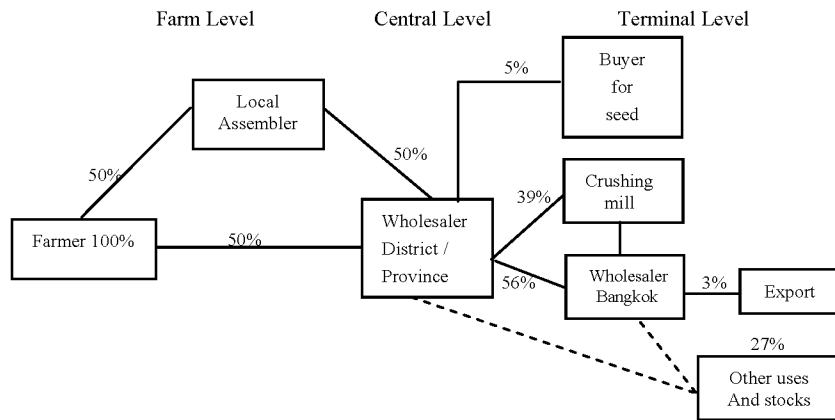 Farm Level
Central Level
Terminal Level
Local
Assembler
5%
Buyer
for
seed
50%
50%
Crushing
mill
39%
Farmer 100%
50%
Wholesaler
District /
Province
56%
Wholesaler
Bangkok
3%
Export
27%
Other uses
And stocks